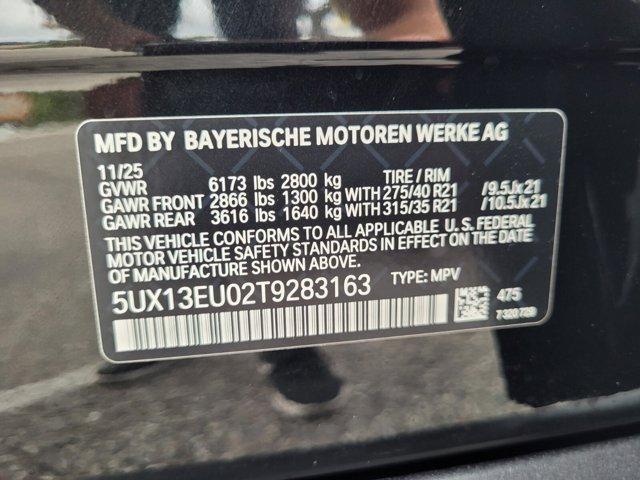 MFD BY BAYERISCHE MOTOREN WERKE AG
11/25
GVWR 6173 lbs 2800 kg TIRE / RIM
GAWR FRONT 2866 lbs 1300 kg WITH 275/40 R21 / 9.5Jx21
GAWR REAR 3616 lbs 1640 kg WITH 315/35 R21 / 10.5Jx21
THIS VEHICLE CONFORMS TO ALL APPLICABLE U. S. FEDERAL
MOTOR VEHICLE SAFETY STANDARDS IN EFFECT ON THE DATE
OF MANUFACTURE SHOWN ABOVE.
5UX13EU02T9283163 TYPE: MPV
475
7 320 729